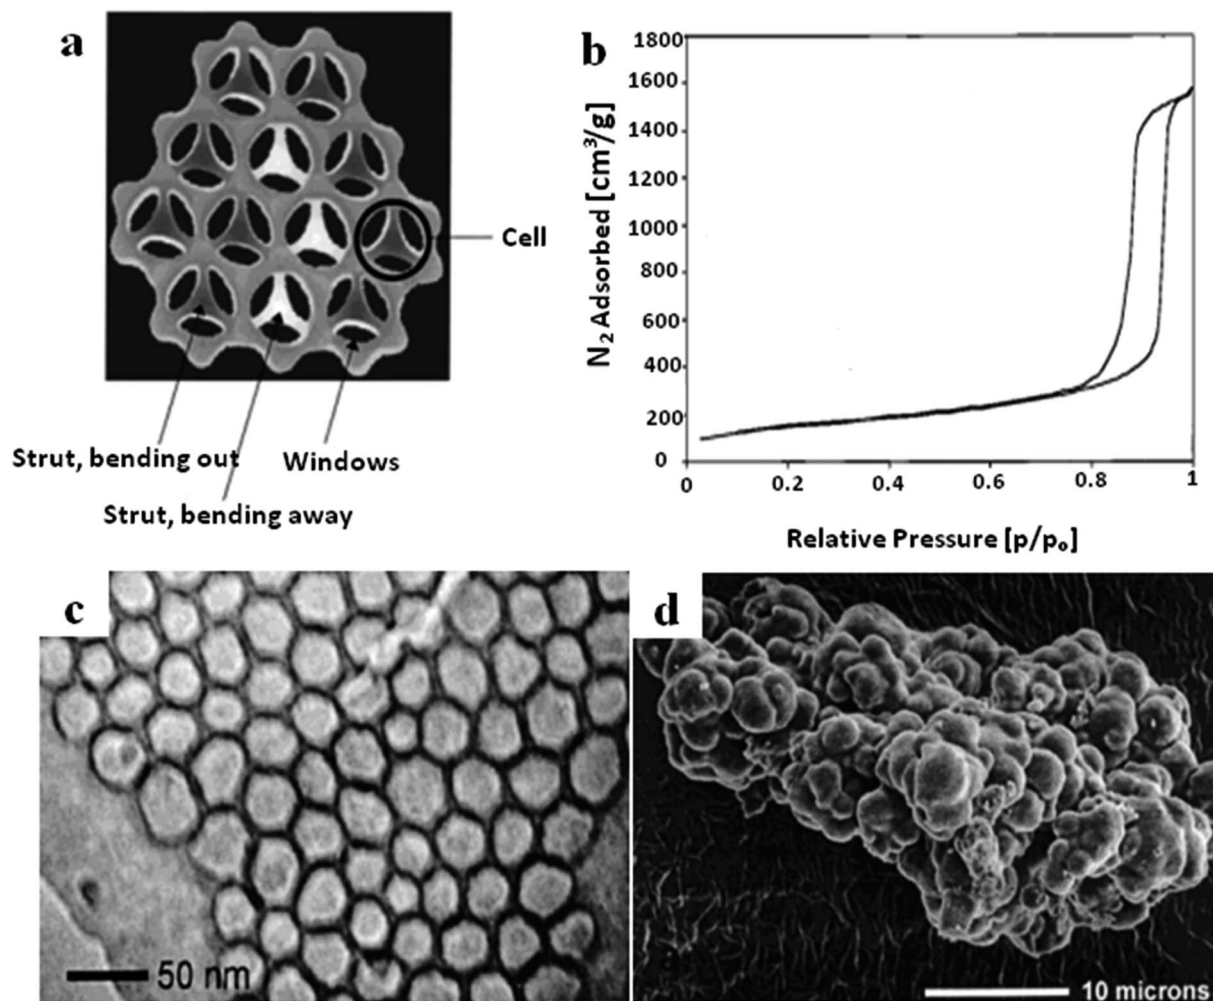 a
Cell
Strut, bending out
Windows
Strut, bending away
b
1800
1600
1400
1200
1000
800
600
400
200
0
N₂ Adsorbed [cm³/g]
0
0.2
0.4
0.6
0.8
1
Relative Pressure [p/pₒ]
c
50 nm
d
10 microns